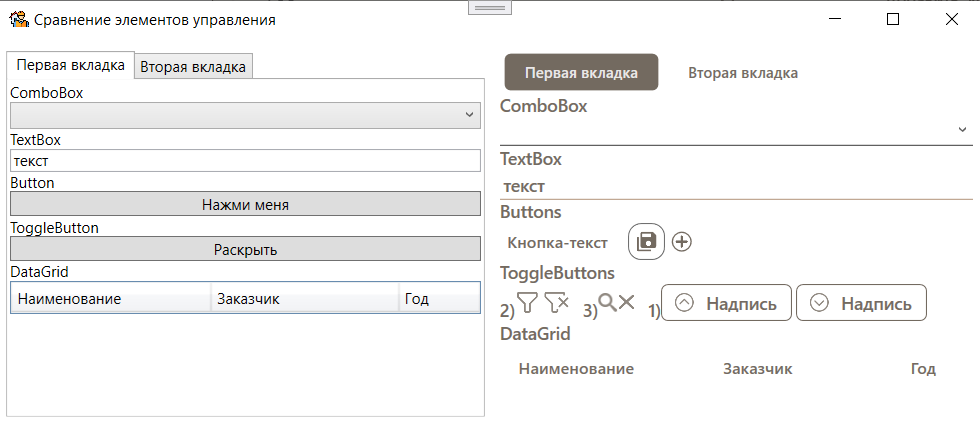 Сравнение элементов управления
Первая вкладка Вторая вкладка
ComboBox
TextBox
текст
Button
Нажми меня
ToggleButton
Раскрыть
DataGrid
Наименование Заказчик Год
Первая вкладка Вторая вкладка
ComboBox
TextBox
текст
Buttons
Кнопка-текст
ToggleButtons
2) 3) 1) Надпись Надпись
DataGrid
Наименование Заказчик Год